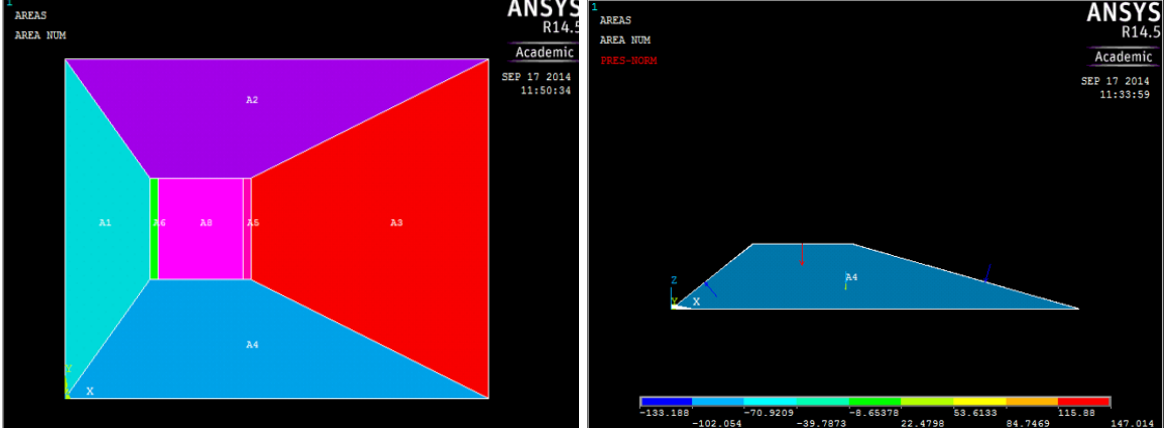 1
AREAS
AREA NUM
ANSYS
R14.5
Academic
SEP 17 2014
11:50:34
A2
A1
A6
A8
A5
A3
A4
Y
X
1
AREAS
AREA NUM
PRES-NORM
ANSYS
R14.5
Academic
SEP 17 2014
11:33:59
A4
Z
Y
X
-133.188
-102.054
-70.9209
-39.7873
-8.65378
22.4798
53.6133
84.7469
115.88
147.014